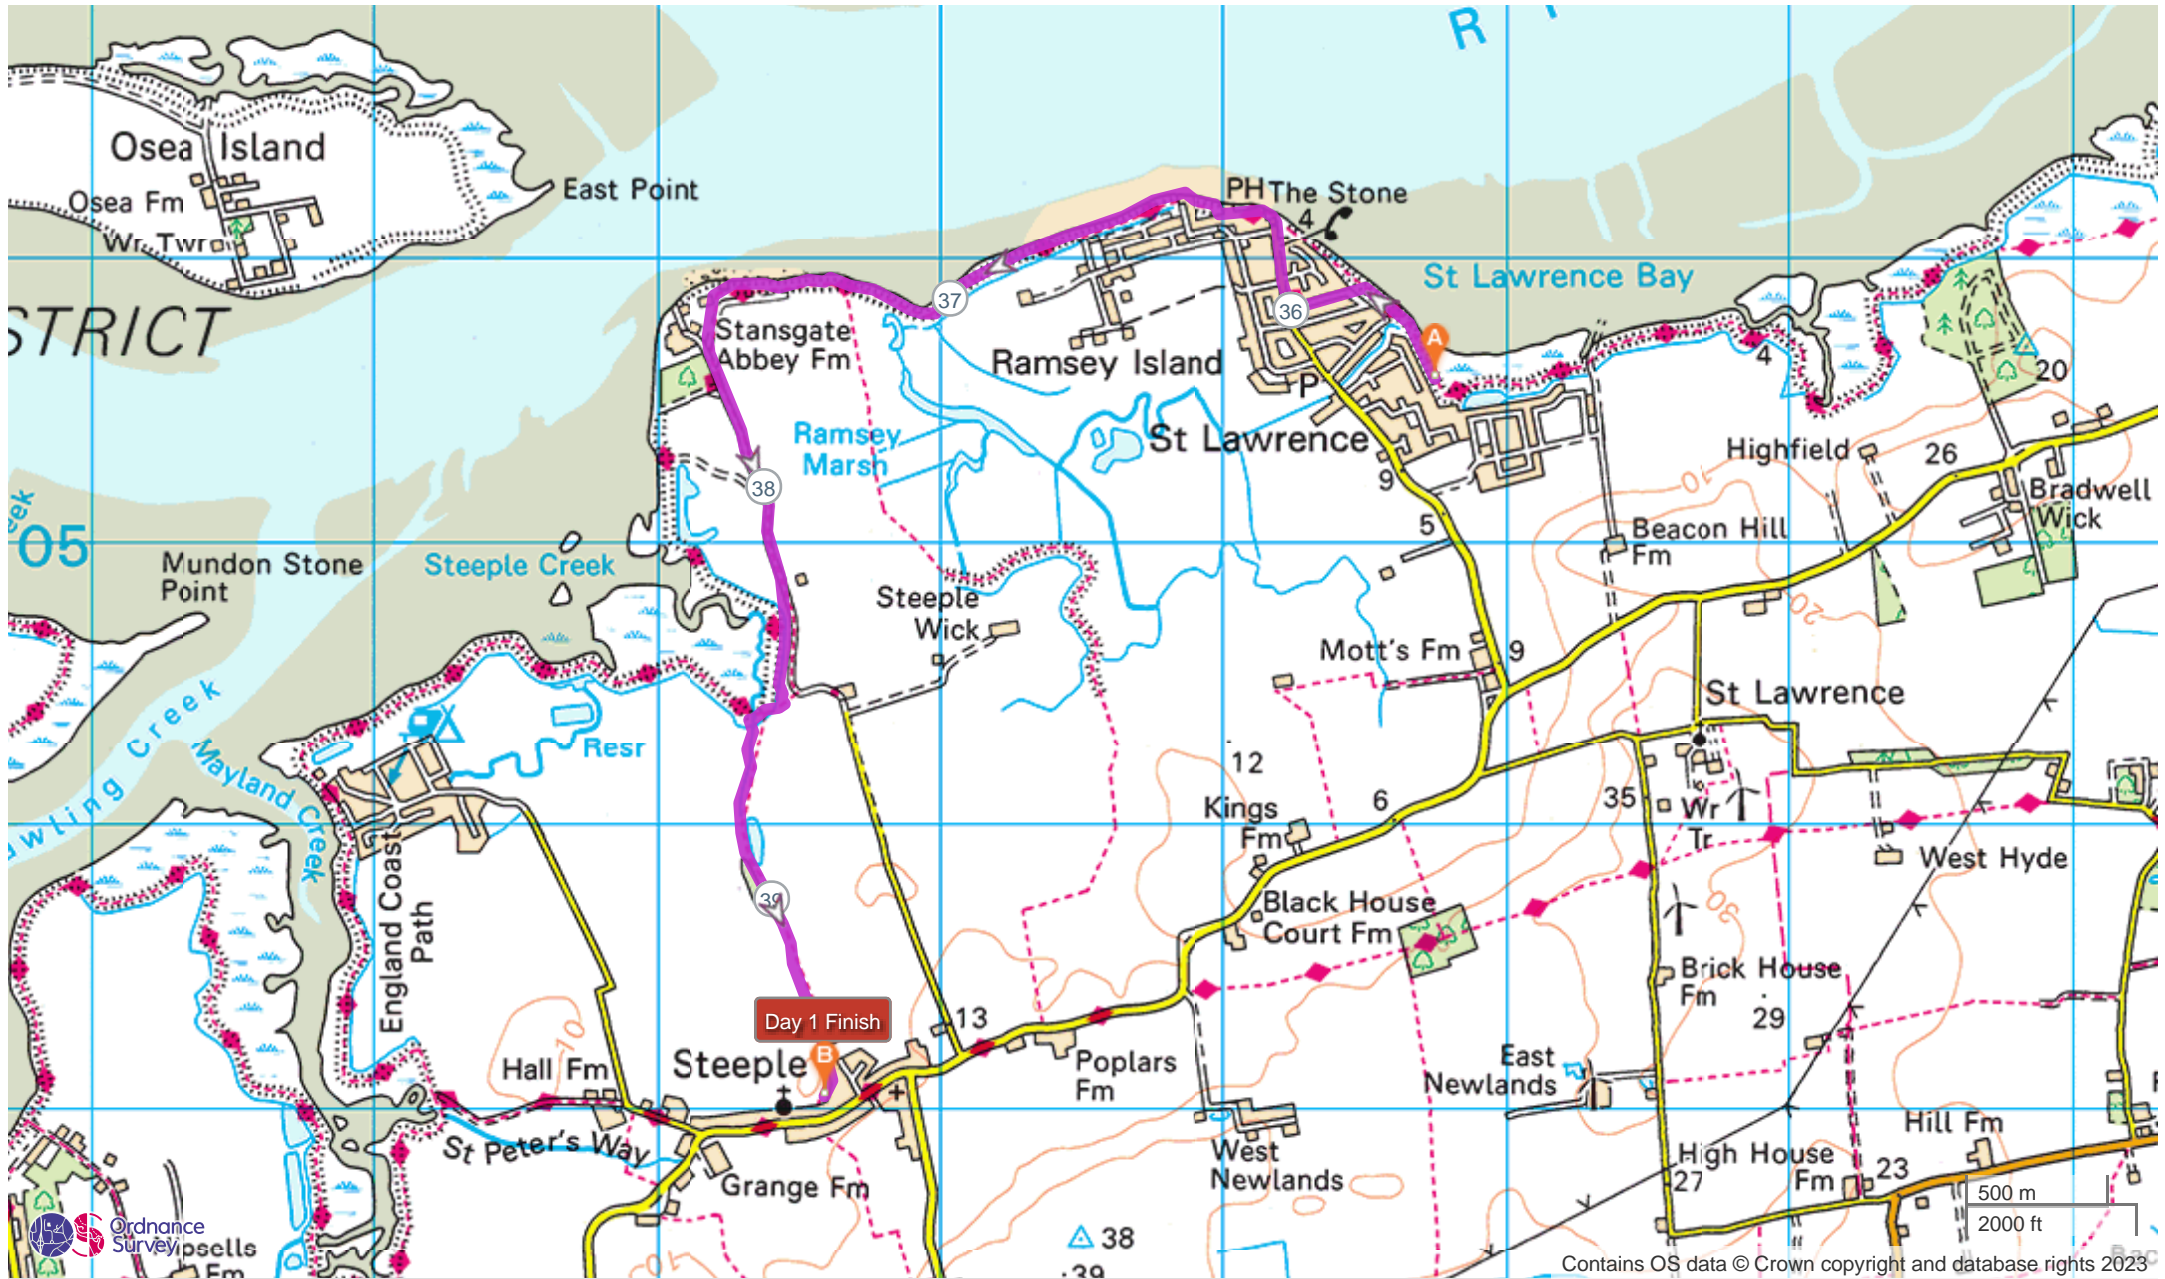 R
Osea Island
Osea Fm
Wr Twr
East Point
STRICT
PH
The Stone
4
St Lawrence Bay
37
36
A
Stansgate
Abbey Fm
Ramsey Island
P
4
20
Ramsey
Marsh
St Lawrence
Highfield
26
9
10
Bradwell
Wick
38
5
Beacon Hill
Fm
05
Mundon Stone
Point
Steeple Creek
Steeple
Wick
20
Mott's Fm
9
St Lawrence
Resr
Mayland Creek
12
Kings
Fm
6
35
Wr
Tr
West Hyde
England Coast
Path
39
Black House
Court Fm
30
Brick House
Fm
29
10
Day 1 Finish
13
Hall Fm
Steeple
B
Poplars
Fm
East
Newlands
St Peter's Way
Grange Fm
West
Newlands
Hill Fm
High House
Fm
27
23
38
500 m
2000 ft
Ordnance
Survey
Contains OS data © Crown copyright and database rights 2023